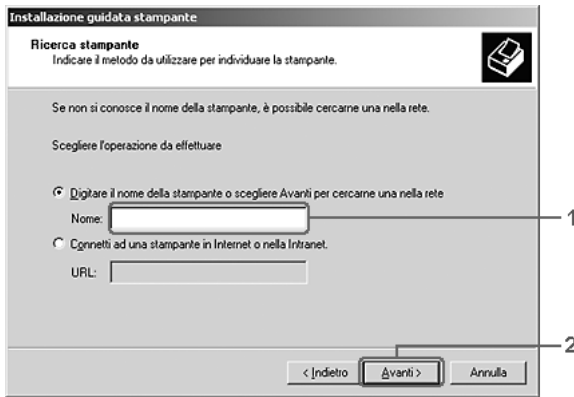 Installazione guidata stampante
Ricerca stampante
Indicare il metodo da utilizzare per individuare la stampante.
Se non si conosce il nome della stampante, è possibile cercarne una nella rete.
Scegliere l'operazione da effettuare
Digitare il nome della stampante o scegliere Avanti per cercarne una nella rete
Nome:
1
Connetti ad una stampante in Internet o nella Intranet.
URL:
2
< Indietro Avanti > Annulla